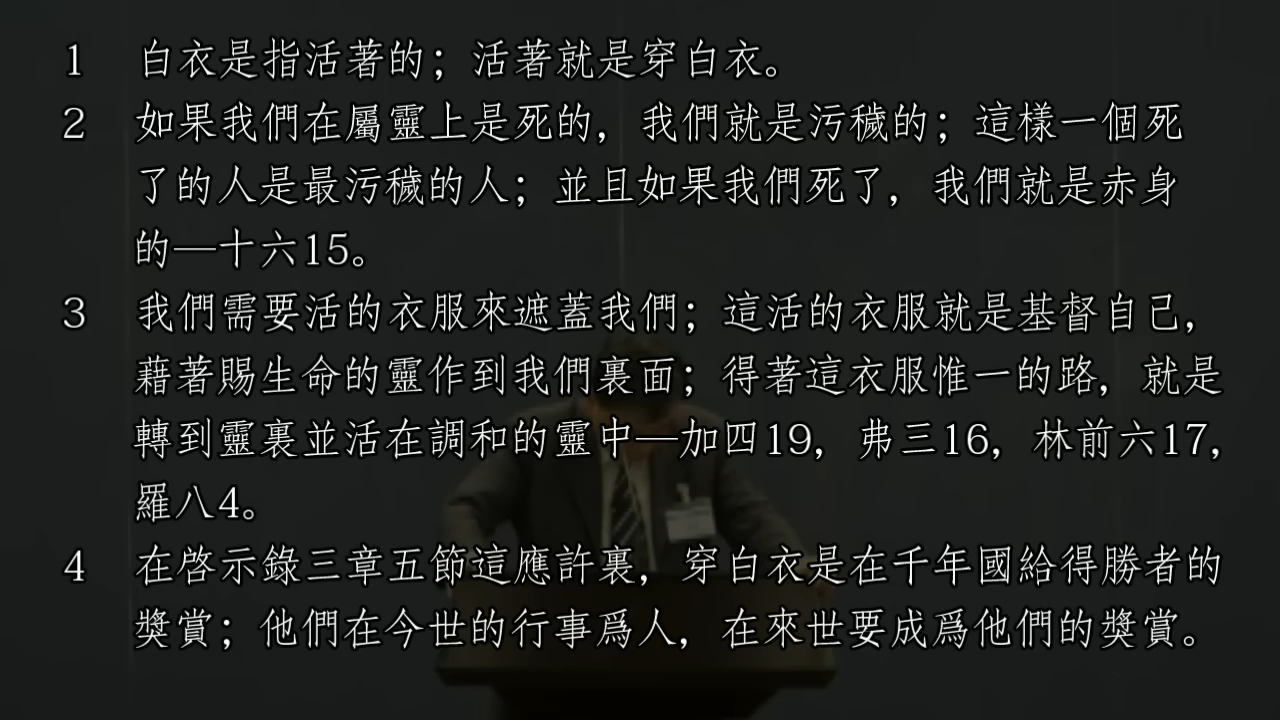 1 白衣是指活著的；活著就是穿白衣。
2 如果我們在屬靈上是死的，我們就是污穢的；這樣一個死
了的人是最污穢的人；並且如果我們死了，我們就是赤身
的—十六15。
3 我們需要活的衣服來遮蓋我們；這活的衣服就是基督自己，
藉著賜生命的靈作到我們裏面；得著這衣服惟一的路，就是
轉到靈裏並活在調和的靈中—加四19，弗三16，林前六17，
羅八4。
4 在啓示錄三章五節這應許裏，穿白衣是在千年國給得勝者的
獎賞；他們在今世的行事爲人，在來世要成爲他們的獎賞。